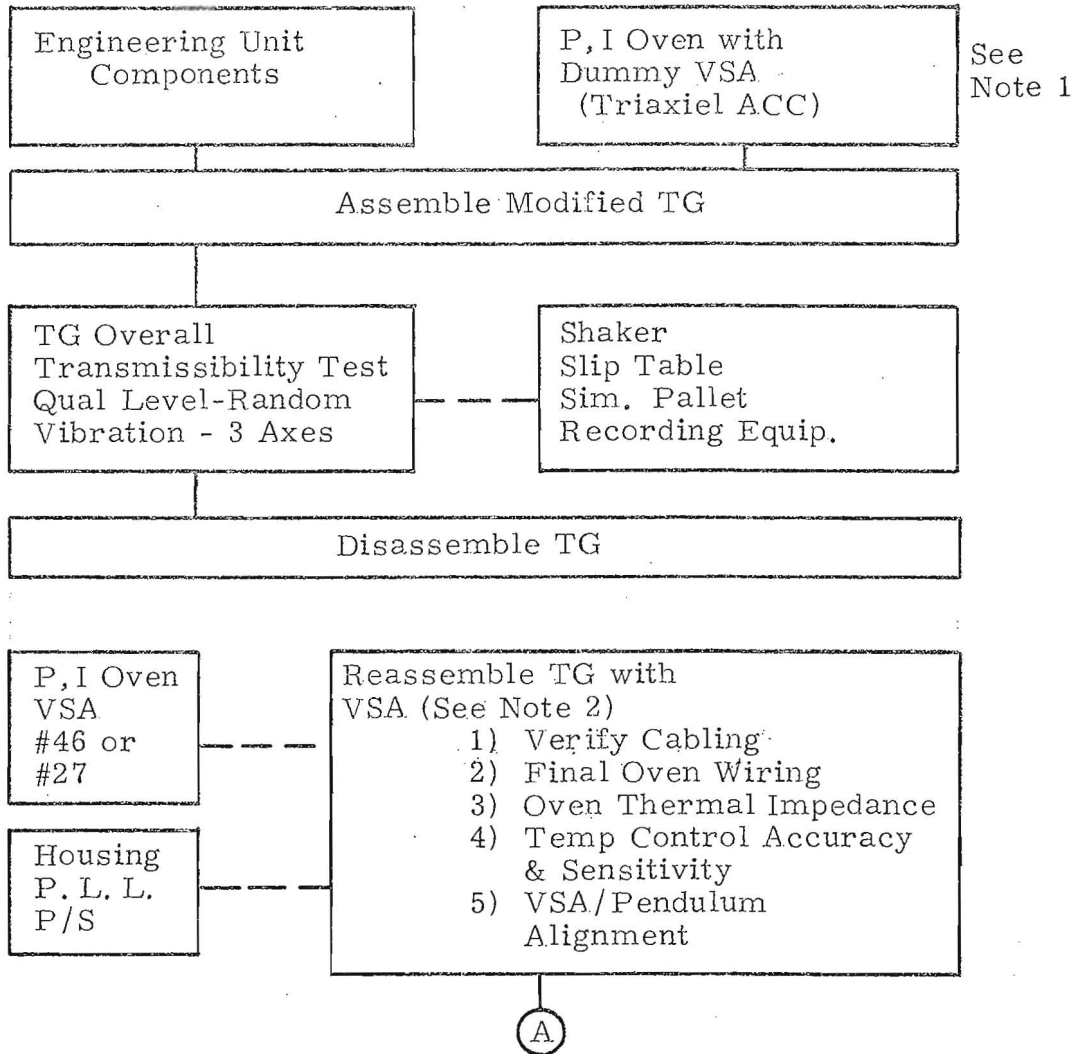 Engineering Unit
Components
P, I Oven with
Dummy VSA
(Triaxiel ACC)
See
Note 1
Assemble Modified TG
TG Overall
Transmissibility Test
Qual Level-Random
Vibration - 3 Axes
Shaker
Slip Table
Sim. Pallet
Recording Equip.
Disassemble TG
P, I Oven
VSA
#46 or
#27
Housing
P. L. L.
P/S
Reassemble TG with
VSA (See Note 2)
1) Verify Cabling
2) Final Oven Wiring
3) Oven Thermal Impedance
4) Temp Control Accuracy
& Sensitivity
5) VSA/Pendulum
Alignment
A